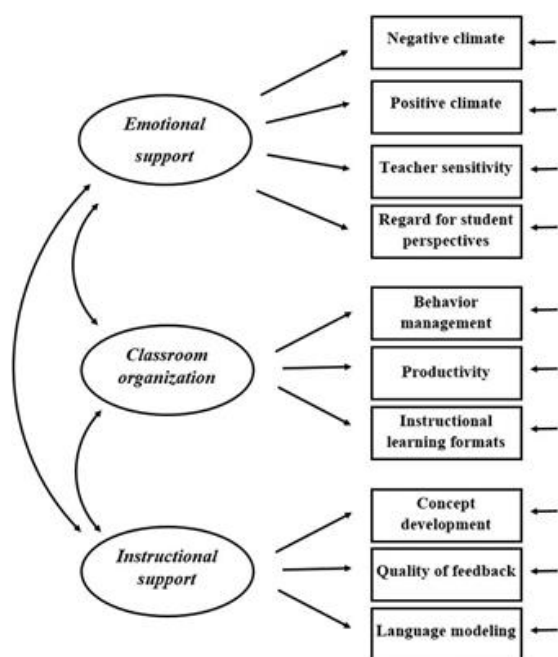 Negative climate
Positive climate
Emotional
support
Teacher sensitivity
Regard for student
perspectives
Behavior
management
Classroom
organization
Productivity
Instructional
learning formats
Concept
development
Instructional
support
Quality of feedback
Language modeling